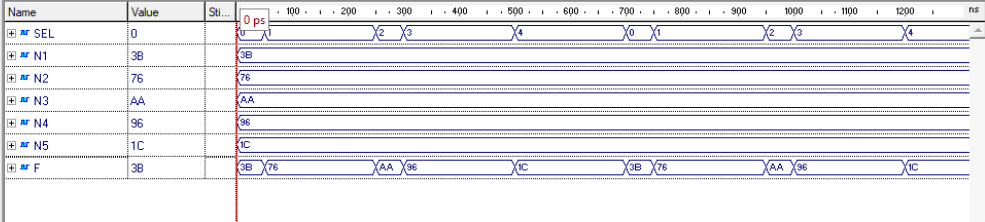 Name Value Sti... 100 200 300 400 500 600 700 800 900 1000 1100 1200 ns
0 ps
SEL 0 0 1 2 3 4 0 1 2 3 4
N1 3B 3B
N2 76 76
N3 AA AA
N4 96 96
N5 1C 1C
F 3B 3B 76 AA 96 1C 3B 76 AA 96 1C